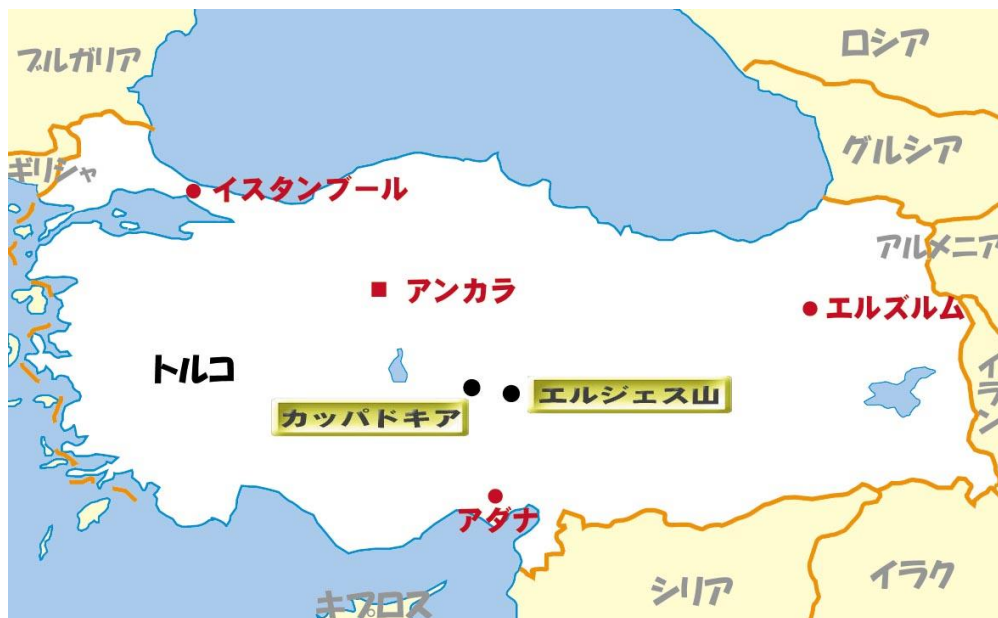 ブルガリア
ロシア
グルシア
ギリシャ
イスタンブール
アルメニア
アンカラ
エルズルム
トルコ
イラン
カッパドキア
エルジェス山
アダナ
シリア
イラク
キプロス